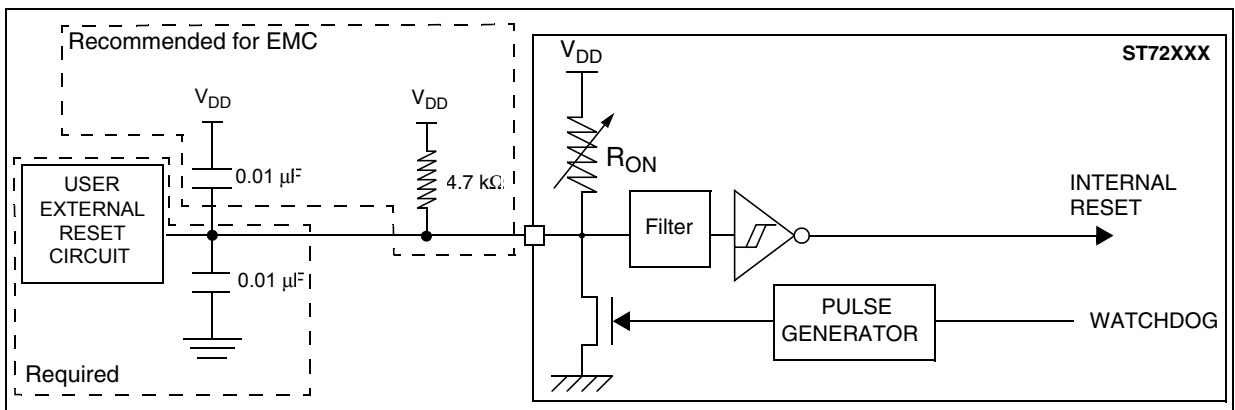 Recommended for EMC
VDD
VDD
0.01 μF
4.7 kΩ
USER
EXTERNAL
RESET
CIRCUIT
0.01 μF
Required
VDD
ST72XXX
RON
Filter
INTERNAL
RESET
PULSE
GENERATOR
WATCHDOG